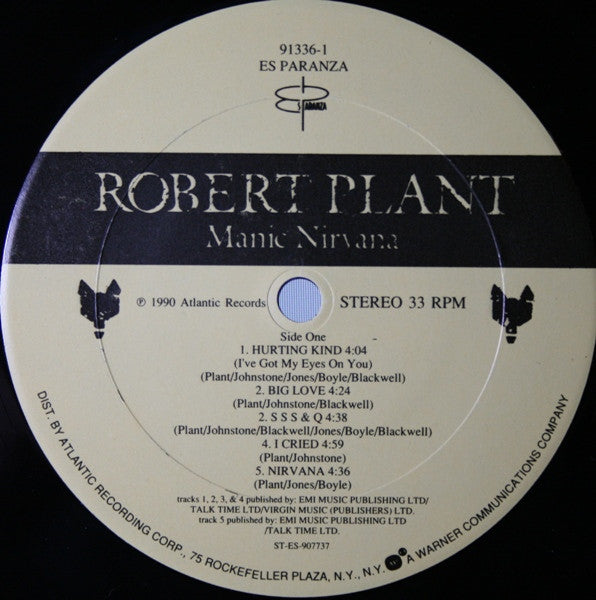 91336-1
ES PARANZA
ES PARANZA
ROBERT PLANT
Manic Nirvana
℗ 1990 Atlantic Records
STEREO 33 RPM
Side One
1. HURTING KIND 4:04
(I've Got My Eyes On You)
(Plant/Johnstone/Jones/Boyle/Blackwell)
2. BIG LOVE 4:24
(Plant/Johnstone/Blackwell)
2. S S S & Q 4:38
(Plant/Johnstone/Blackwell/Jones/Boyle/Blackwell)
4. I CRIED 4:59
(Plant/Johnstone)
5. NIRVANA 4:36
(Plant/Jones/Boyle)
tracks 1, 2, 3, & 4 published by: EMI MUSIC PUBLISHING LTD/
TALK TIME LTD/VIRGIN MUSIC (PUBLISHERS) LTD.
track 5 published by: EMI MUSIC PUBLISHING LTD
/TALK TIME LTD.
ST-ES-907737
DIST. BY ATLANTIC RECORDING CORP., 75 ROCKEFELLER PLAZA, N.Y., N.Y. A WARNER COMMUNICATIONS COMPANY